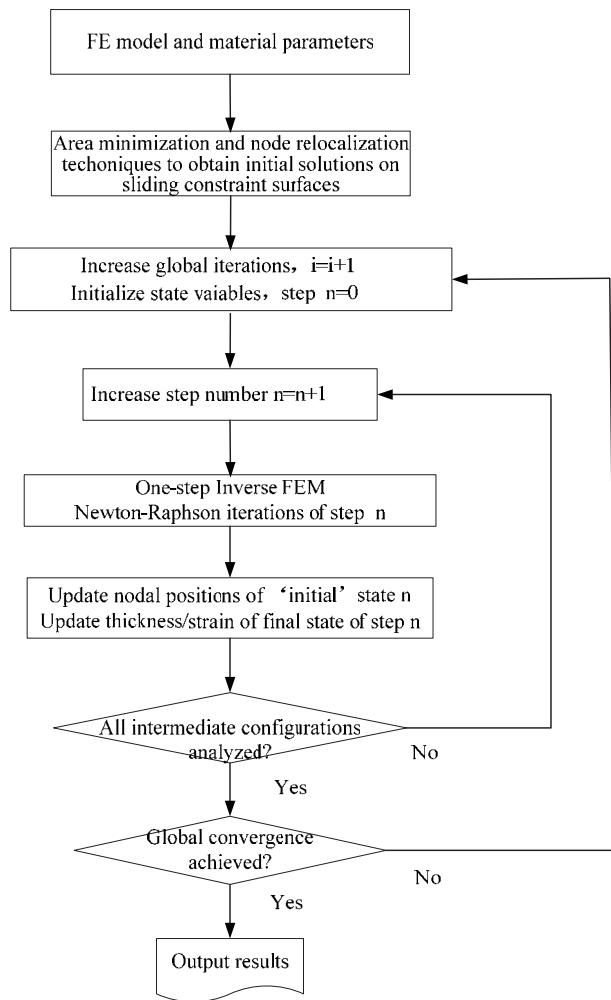 FE model and material parameters
Area minimization and node relocalization
techoniques to obtain initial solutions on
sliding constraint surfaces
Increase global iterations，i=i+1
Initialize state vaiables，step n=0
Increase step number n=n+1
One-step Inverse FEM
Newton-Raphson iterations of step n
Update nodal positions of ‘initial’ state n
Update thickness/strain of final state of step n
All intermediate configurations
analyzed?
No
Yes
Global convergence
achieved?
No
Yes
Output results